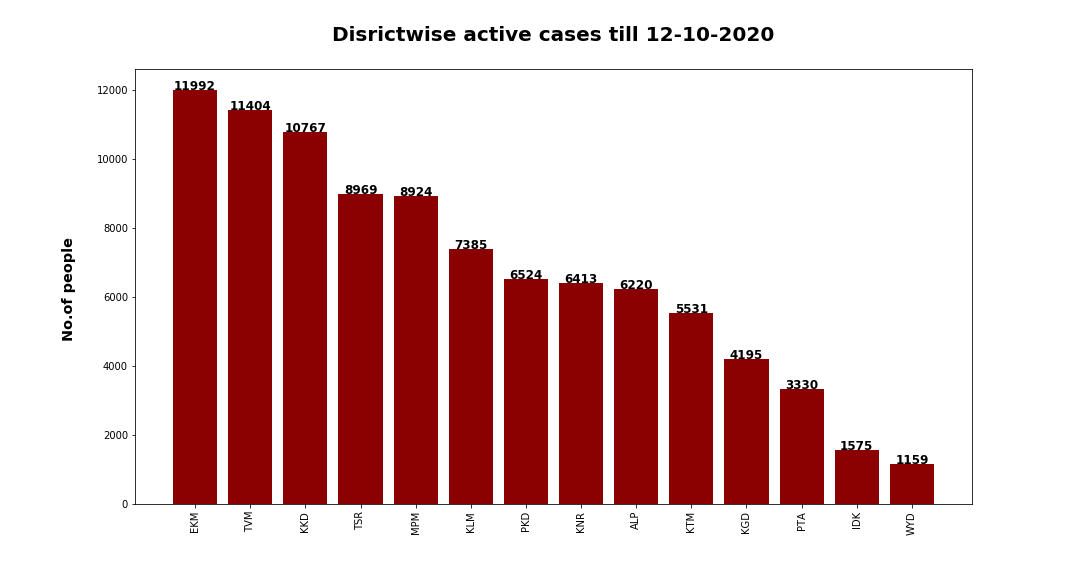 Disrictwise active cases till 12-10-2020
No.of people
12000
10000
8000
6000
4000
2000
0
11992
11404
10767
8969
8924
7385
6524
6413
6220
5531
4195
3330
1575
1159
EKM
TVM
KKD
TSR
MPM
KLM
PKD
KNR
ALP
KTM
KGD
PTA
IDK
WYD